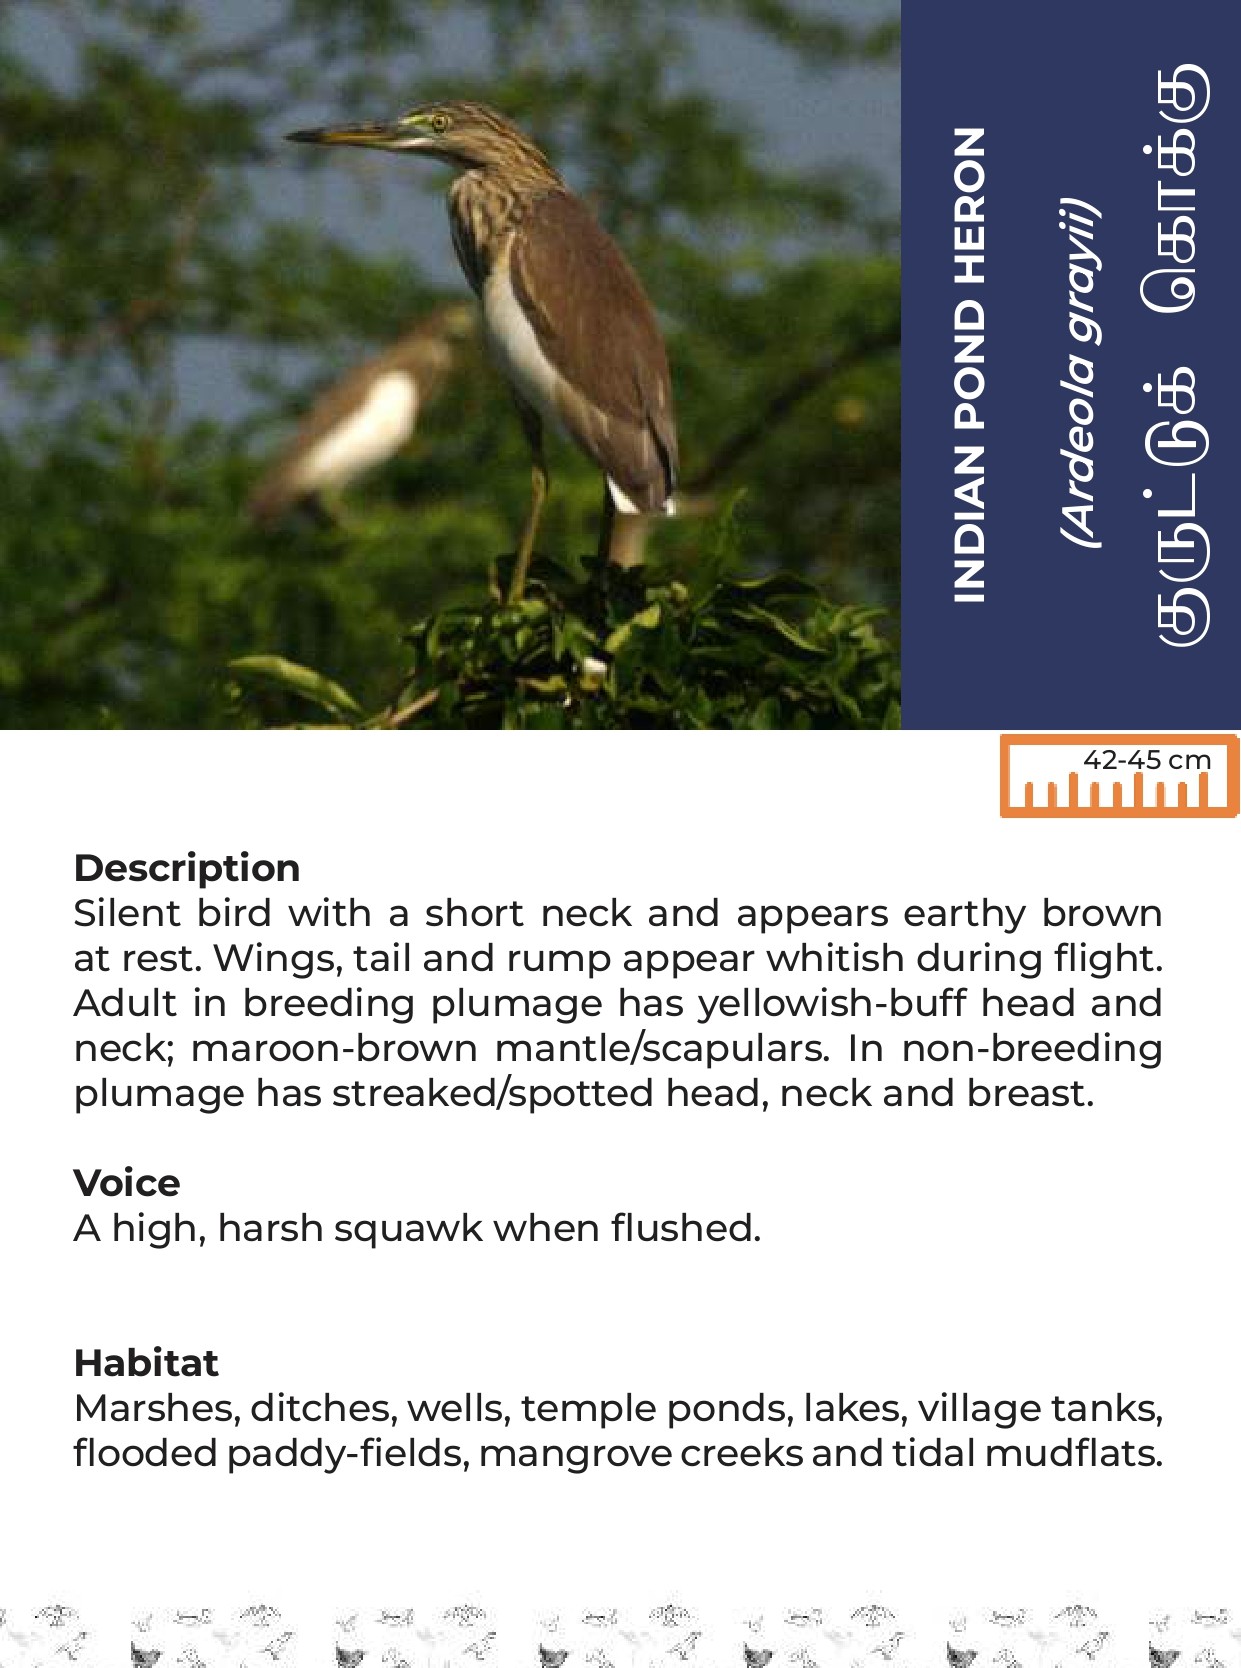 INDIAN POND HERON
(Ardeola grayii)
குருட்டுக் கொக்கு
42-45 cm
Description
Silent bird with a short neck and appears earthy brown
at rest. Wings, tail and rump appear whitish during flight.
Adult in breeding plumage has yellowish-buff head and
neck; maroon-brown mantle/scapulars. In non-breeding
plumage has streaked/spotted head, neck and breast.
Voice
A high, harsh squawk when flushed.
Habitat
Marshes, ditches, wells, temple ponds, lakes, village tanks,
flooded paddy-fields, mangrove creeks and tidal mudflats.